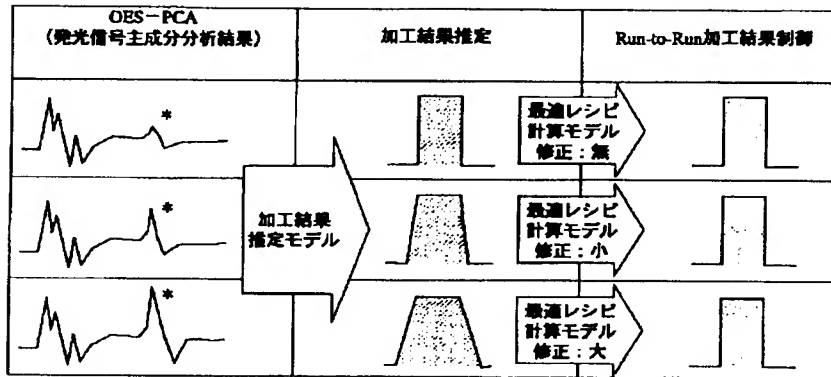 OES-PCA
(発光信号主成分分析結果)
加工結果推定
Run-to-Run加工結果制御
*
最適レシピ
計算モデル
修正:無
*
加工結果
推定モデル
最適レシピ
計算モデル
修正:小
*
最適レシピ
計算モデル
修正:大